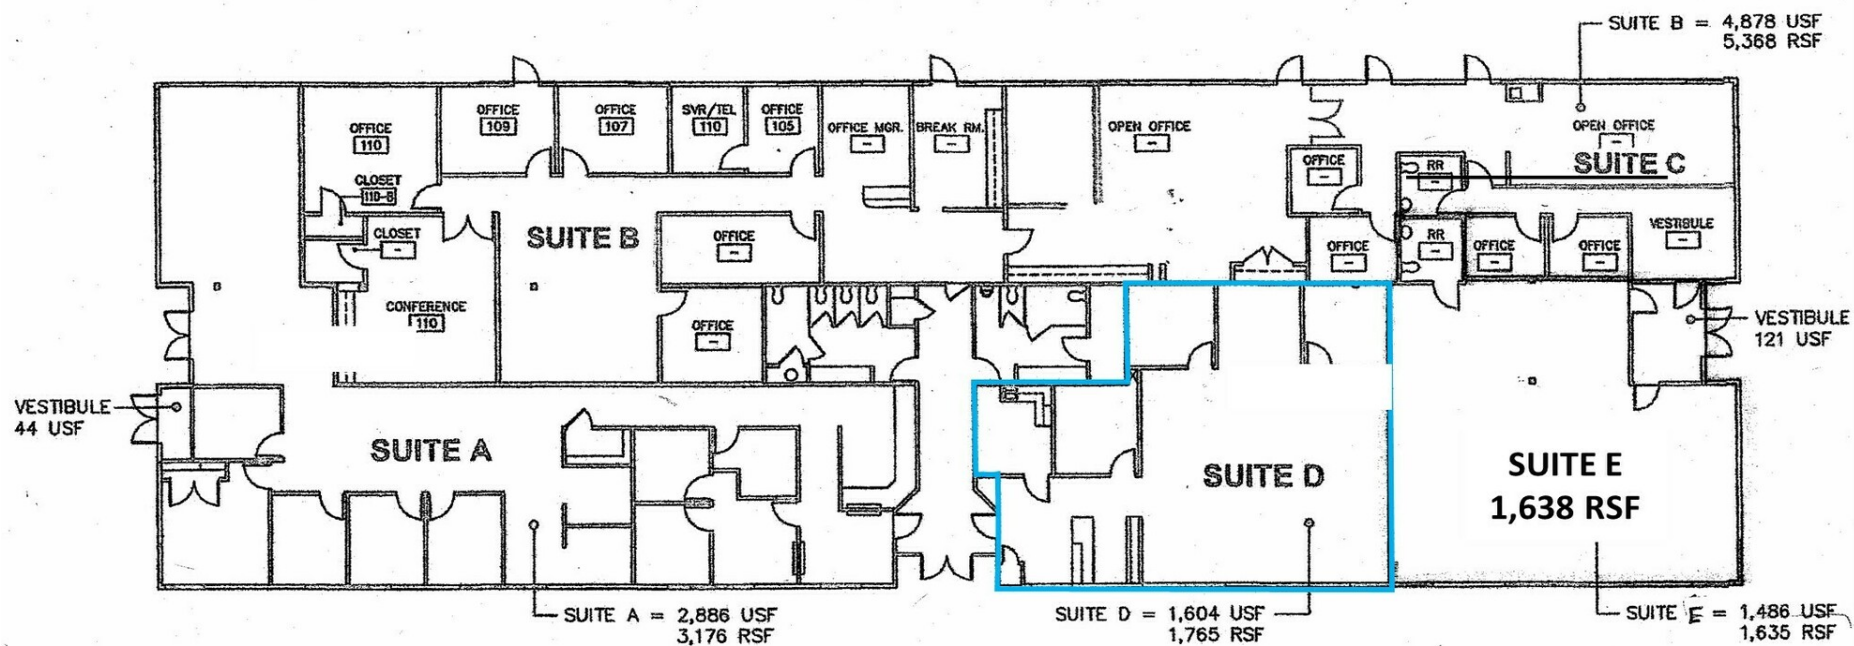 SUITE B = 4,878 USF
5,368 RSF
OFFICE
110
OFFICE
109
OFFICE
107
SVR/TEL
110
OFFICE
105
OFFICE MGR.
-
BREAK RM.
-
OPEN OFFICE
-
OFFICE
-
RR
-
OPEN OFFICE
-
SUITE C
CLOSET
110-B
CLOSET
-
SUITE B
OFFICE
-
OFFICE
-
RR
-
OFFICE
-
OFFICE
-
VESTIBULE
-
CONFERENCE
110
OFFICE
-
VESTIBULE
121 USF
VESTIBULE
44 USF
SUITE A
SUITE D
SUITE E
1,638 RSF
SUITE A = 2,886 USF
3,176 RSF
SUITE D = 1,604 USF
1,765 RSF
SUITE E = 1,486 USF
1,635 RSF